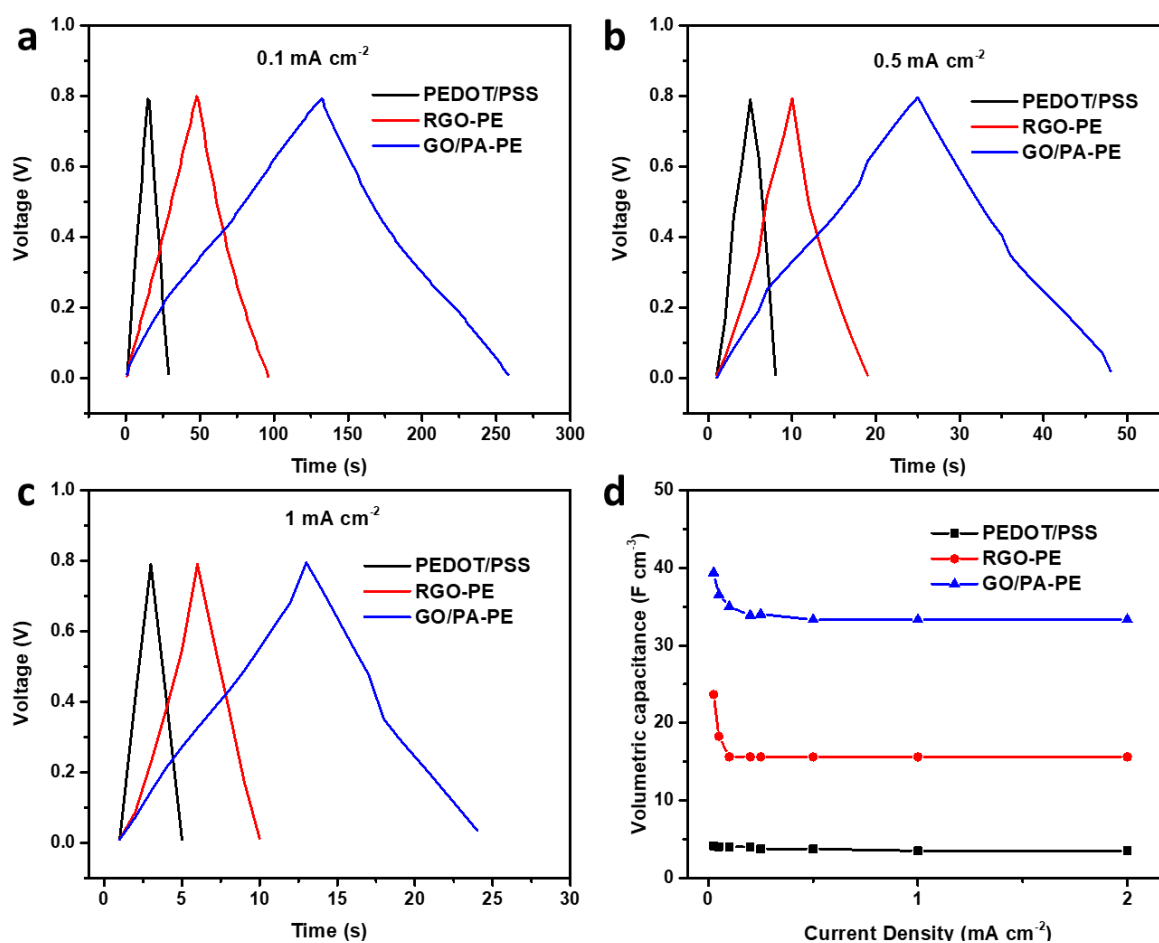 a
0.1 mA cm⁻²
PEDOT/PSS
RGO-PE
GO/PA-PE
1.0
0.8
0.6
0.4
0.2
0.0
Voltage (V)
0 50 100 150 200 250 300
Time (s)
b
0.5 mA cm⁻²
PEDOT/PSS
RGO-PE
GO/PA-PE
1.0
0.8
0.6
0.4
0.2
0.0
Voltage (V)
0 10 20 30 40 50
Time (s)
c
1 mA cm⁻²
PEDOT/PSS
RGO-PE
GO/PA-PE
1.0
0.8
0.6
0.4
0.2
0.0
Voltage (V)
0 5 10 15 20 25 30
Time (s)
d
PEDOT/PSS
RGO-PE
GO/PA-PE
50
40
30
20
10
0
Volumetric capacitance (F cm⁻³)
0 1 2
Current Density (mA cm⁻²)